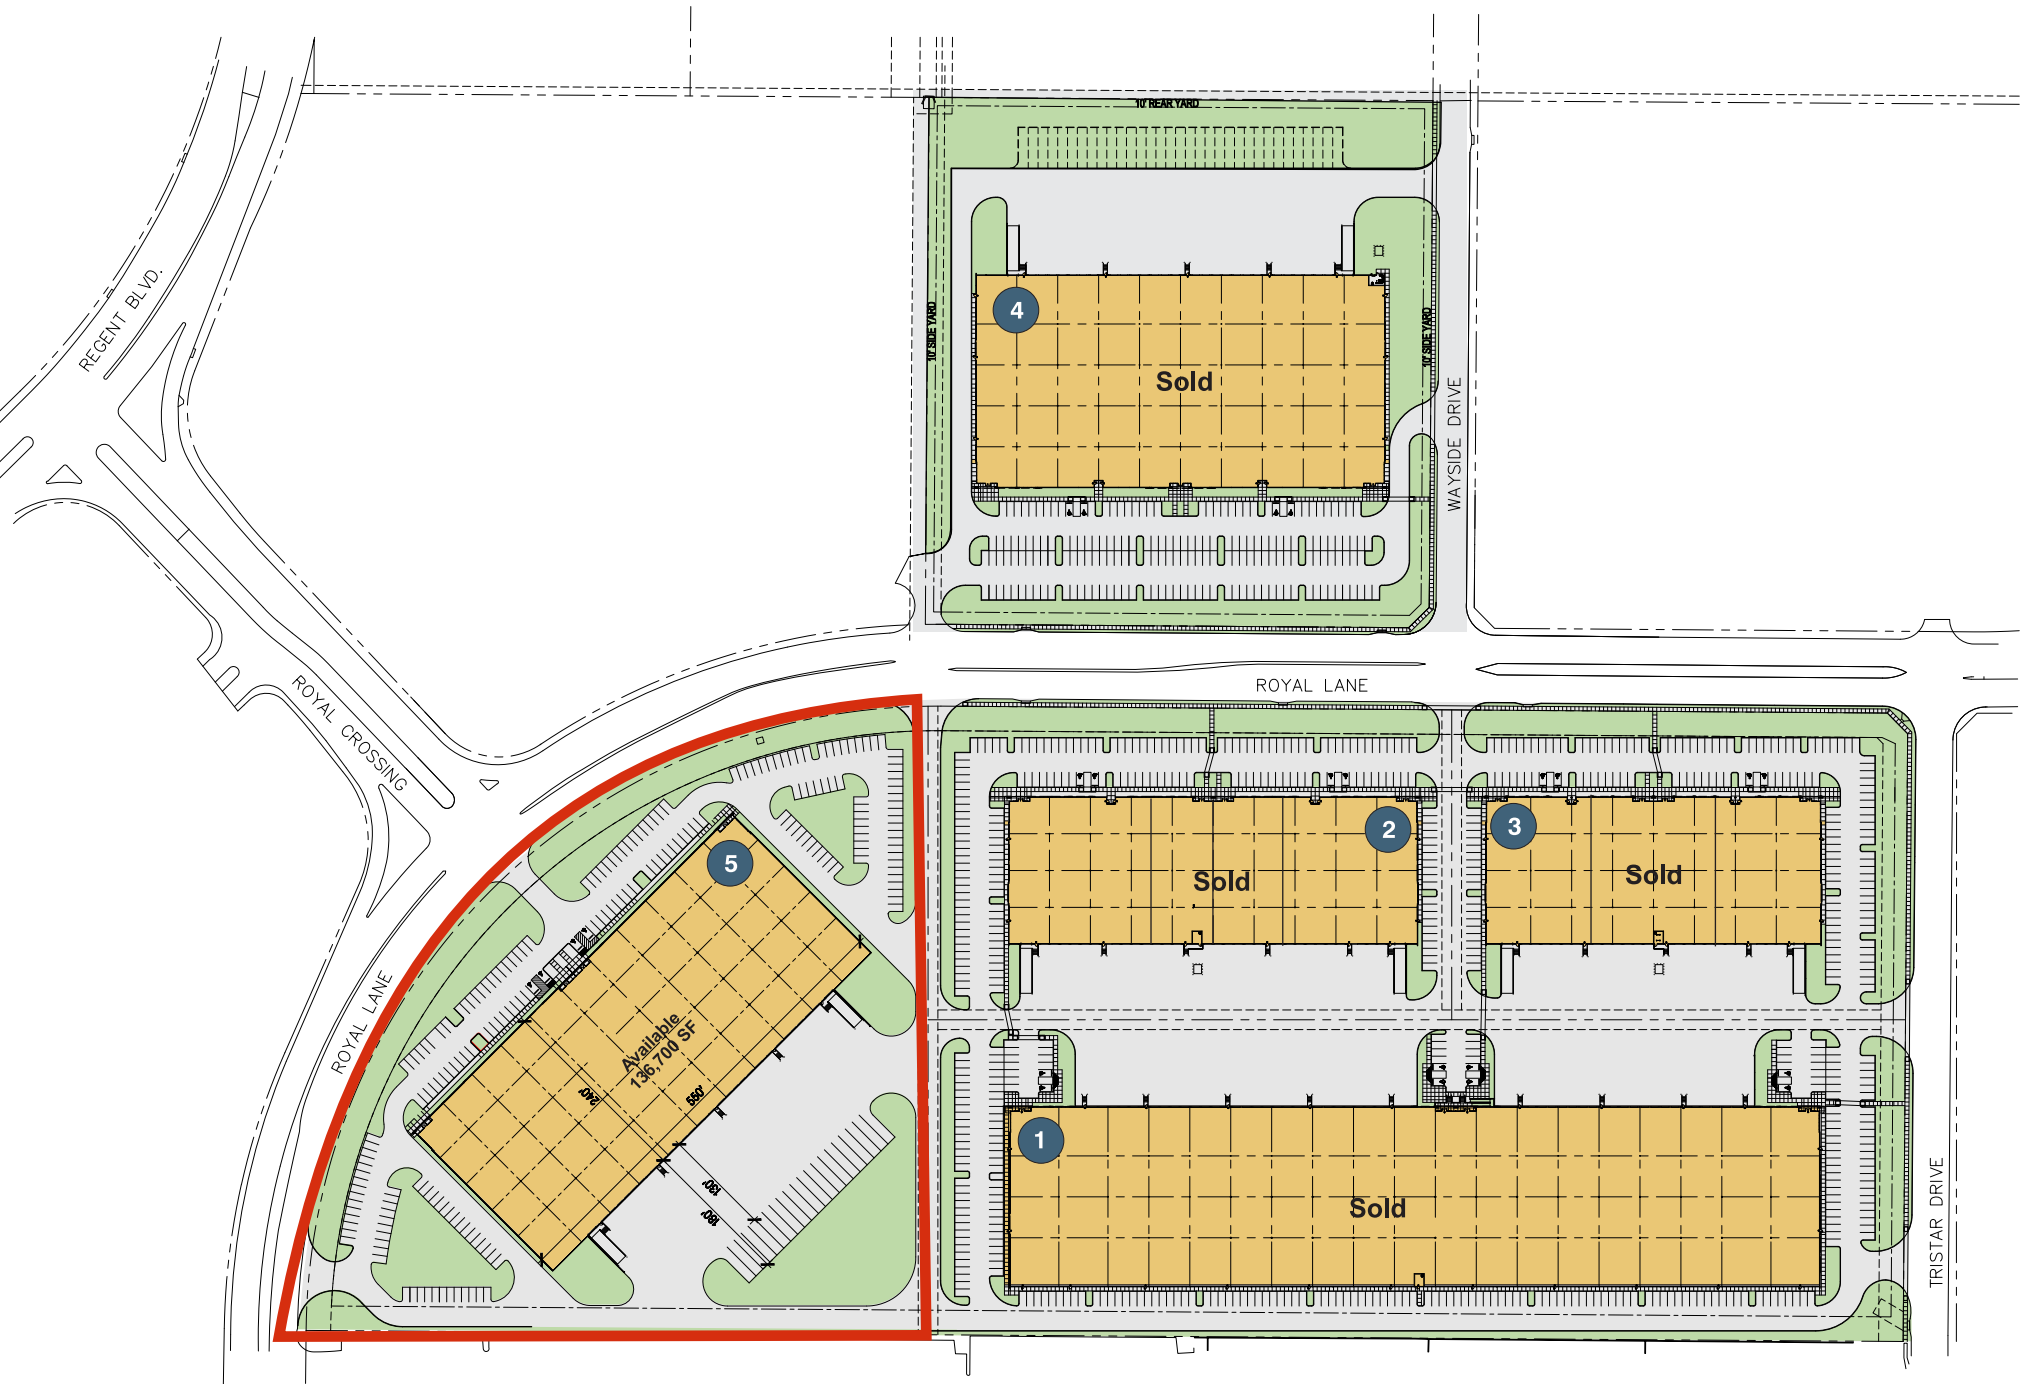 10' REAR YARD
REGENT BLVD.
4
10' SIDE YARD
10' SIDE YARD
Sold
WAYSIDE DRIVE
ROYAL CROSSING
ROYAL LANE
2
3
5
Sold
Sold
ROYAL LANE
Available
136,700 SF
240'
550'
1
130'
180'
Sold
TRISTAR DRIVE